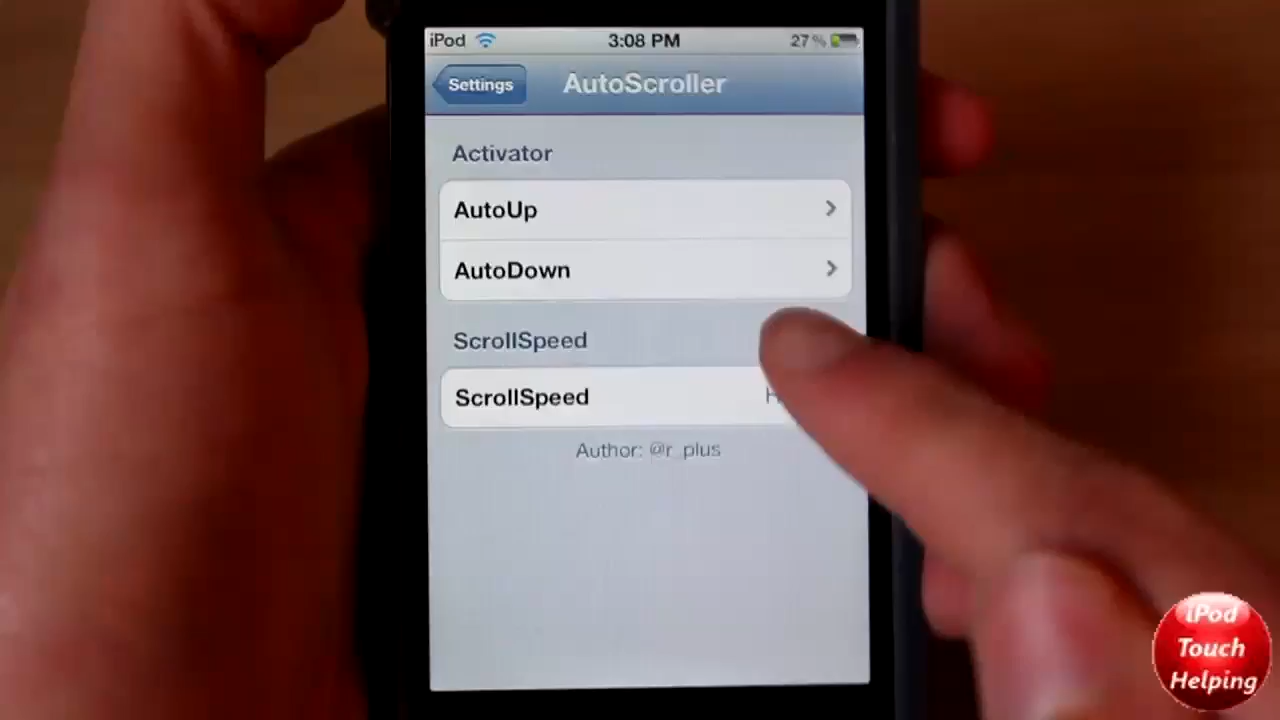 iPod 3:08 PM 27%
Settings AutoScroller
Activator
AutoUp
AutoDown
ScrollSpeed
ScrollSpeed
Author: @r_plus
iPod
Touch
Helping